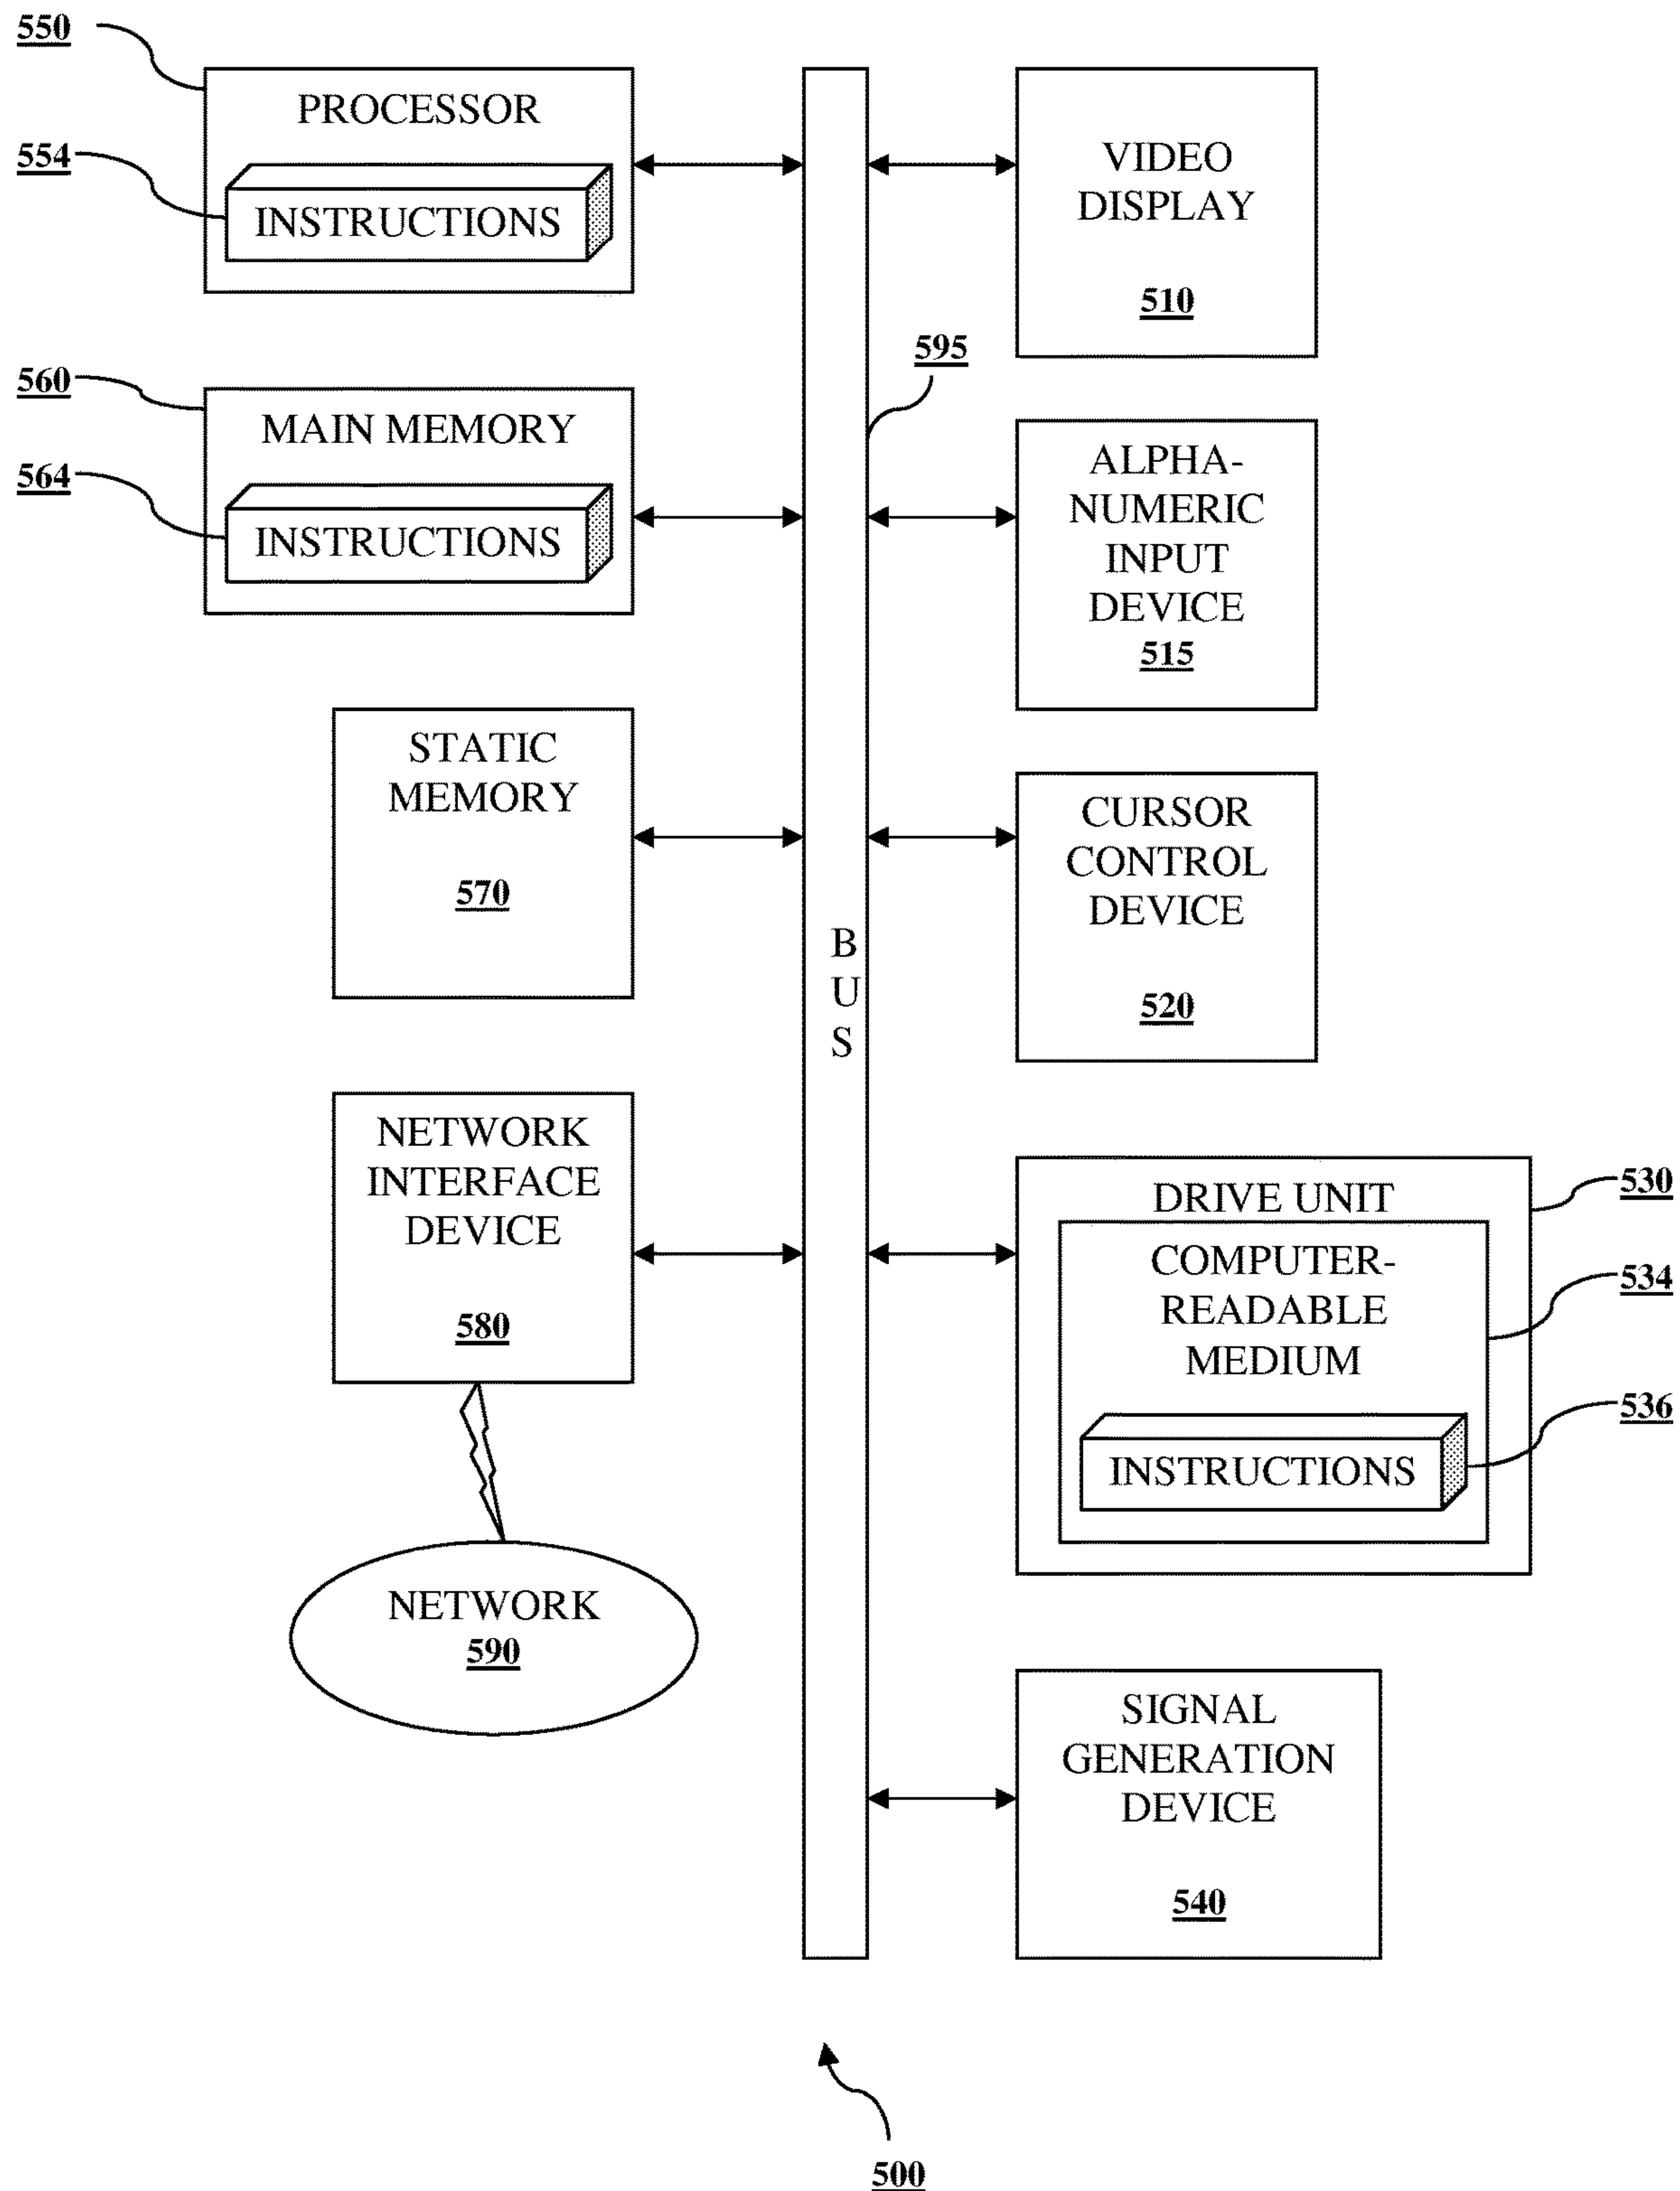 550
PROCESSOR
554
INSTRUCTIONS
560
MAIN MEMORY
564
INSTRUCTIONS
STATIC
MEMORY
570
NETWORK
INTERFACE
DEVICE
580
NETWORK
590
B
U
S
595
VIDEO
DISPLAY
510
ALPHA-
NUMERIC
INPUT
DEVICE
515
CURSOR
CONTROL
DEVICE
520
DRIVE UNIT
530
COMPUTER-
READABLE
MEDIUM
534
INSTRUCTIONS
536
SIGNAL
GENERATION
DEVICE
540
500